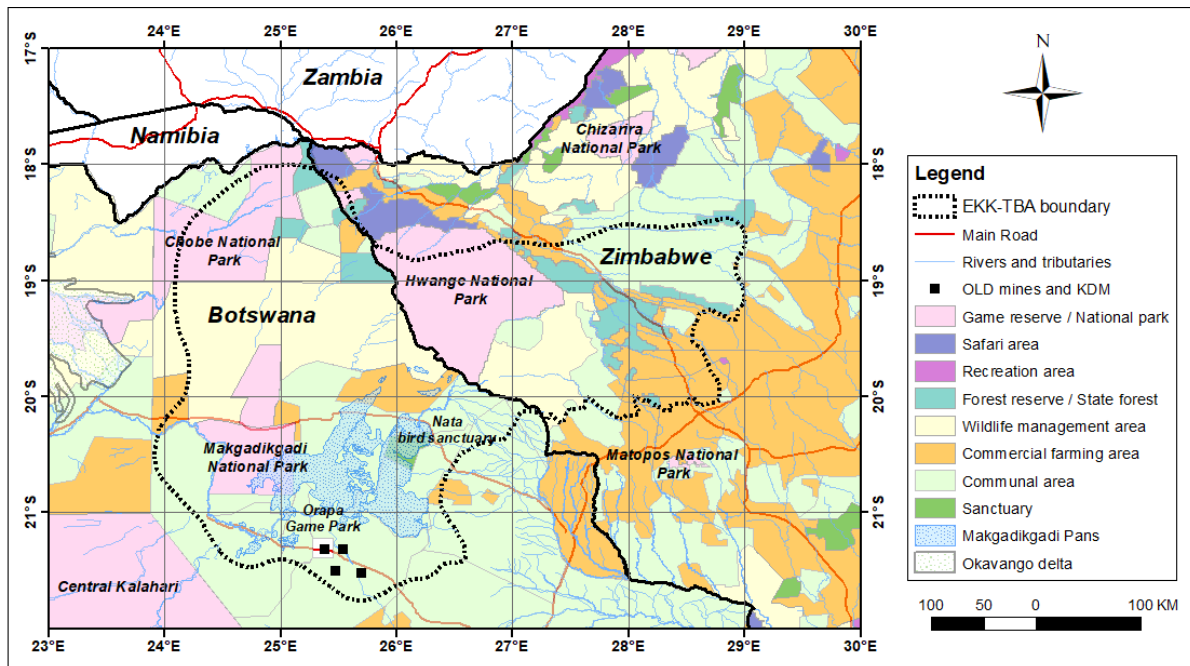 24°E 25°E 26°E 27°E 28°E 29°E 30°E
17°S
18°S
19°S
20°S
21°S
Zambia
Namibia
Chizarira
National Park
Chobe National
Park
Zimbabwe
Hwange National
Park
Botswana
Nata
bird sanctuary
Makgadikgadi
National Park
Matopos National
Park
Orapa
Game Park
Central Kalahari
17°S
18°S
19°S
20°S
21°S
23°E 24°E 25°E 26°E 27°E 28°E 29°E 30°E
N
Legend
EKK-TBA boundary
Main Road
Rivers and tributaries
OLD mines and KDM
Game reserve / National park
Safari area
Recreation area
Forest reserve / State forest
Wildlife management area
Commercial farming area
Communal area
Sanctuary
Makgadikgadi Pans
Okavango delta
100 50 0 100 KM